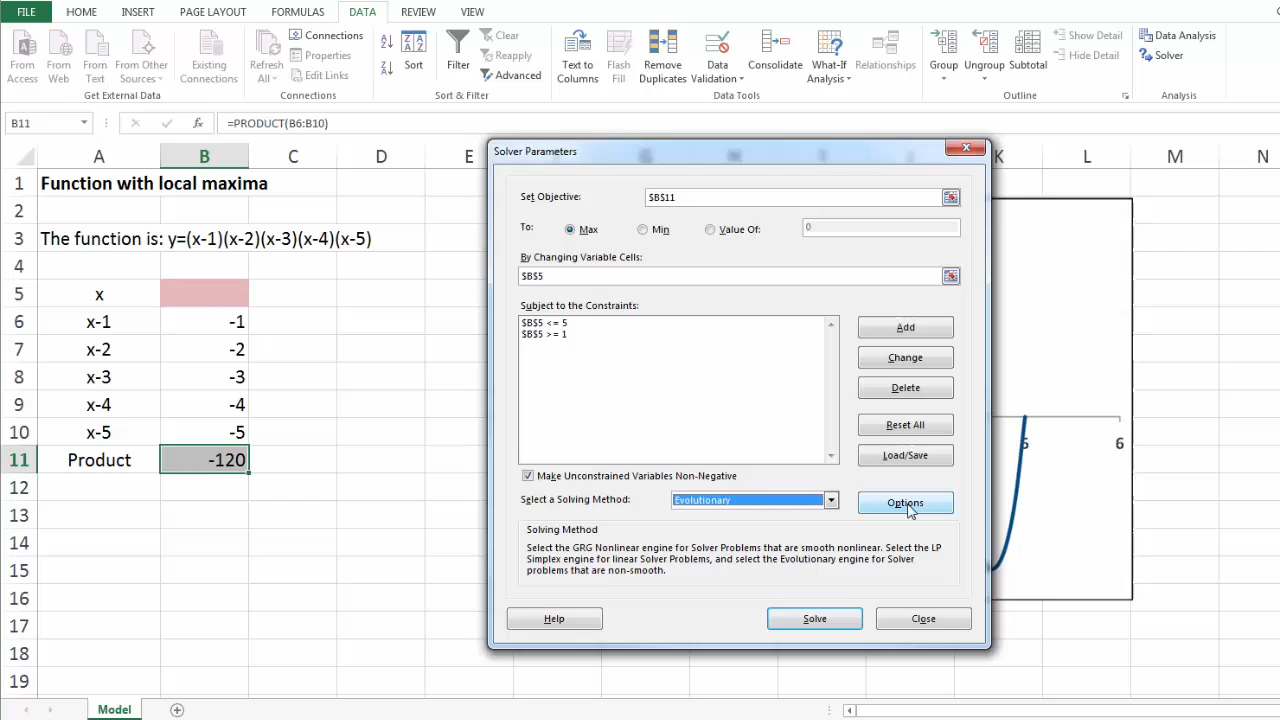 FILE HOME INSERT PAGE LAYOUT FORMULAS DATA REVIEW VIEW
From Access From Web From Text From Other Sources Existing Connections Refresh All Connections Properties Edit Links Sort Filter Clear Reapply Advanced Text to Columns Flash Fill Remove Duplicates Data Validation Consolidate What-If Analysis Relationships Group Ungroup Subtotal Show Detail Hide Detail Data Analysis Solver
Get External Data Connections Sort & Filter Data Tools Outline Analysis
B11 fx =PRODUCT(B6:B10)
A B C D E K L M N
1 Function with local maxima
2
3 The function is: y=(x-1)(x-2)(x-3)(x-4)(x-5)
4
5 x
6 x-1 -1
7 x-2 -2
8 x-3 -3
9 x-4 -4
10 x-5 -5
11 Product -120
12
13
14
15
16
17
18
19
5 6
Solver Parameters
Set Objective: $B$11
To: Max Min Value Of: 0
By Changing Variable Cells:
$B$5
Subject to the Constraints:
$B$5 <= 5
$B$5 >= 1
Add
Change
Delete
Reset All
Load/Save
Make Unconstrained Variables Non-Negative
Select a Solving Method: Evolutionary Options
Solving Method
Select the GRG Nonlinear engine for Solver Problems that are smooth nonlinear. Select the LP
Simplex engine for linear Solver Problems, and select the Evolutionary engine for Solver
problems that are non-smooth.
Help Solve Close
Model